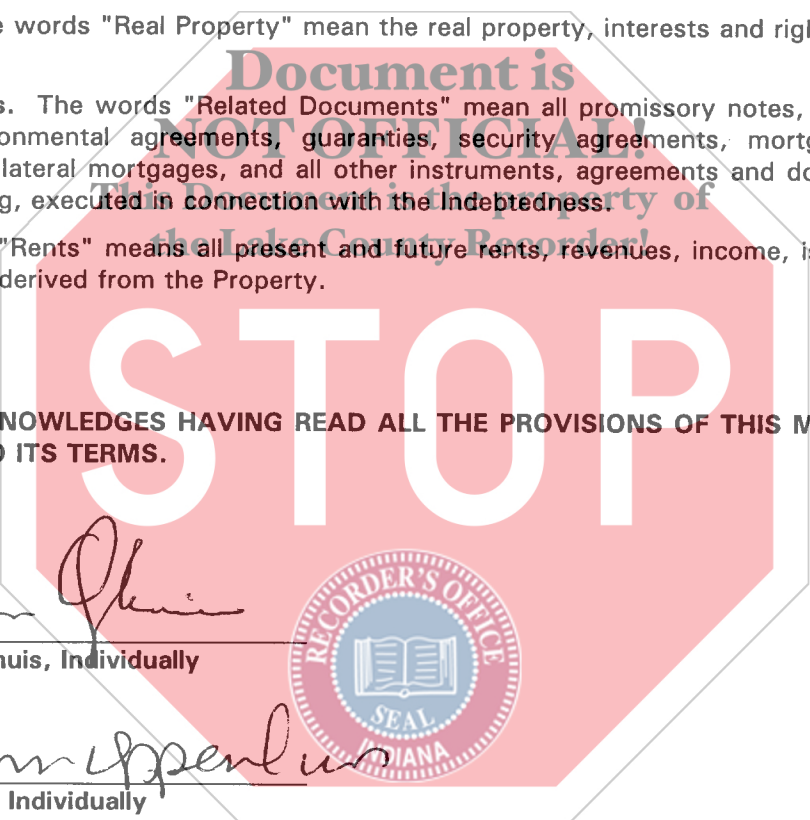 e words "Real Property" mean the real property, interests and righ
Document is
s. The words "Related Documents" mean all promissory notes,
onmental agreements, guaranties, security agreements, mortg
NOT OFFICIAL!
lateral mortgages, and all other instruments, agreements and do
g, executed in connection with the Indebtedness.
This Document is the property of
"Rents" means all present and future rents, revenues, income, is
the Lake County Recorder!
derived from the Property.
STOP
NOWLEDGES HAVING READ ALL THE PROVISIONS OF THIS M
O ITS TERMS.
RECORDER'S OFFICE
huis, Individually
SEAL
INDIANA
Individually